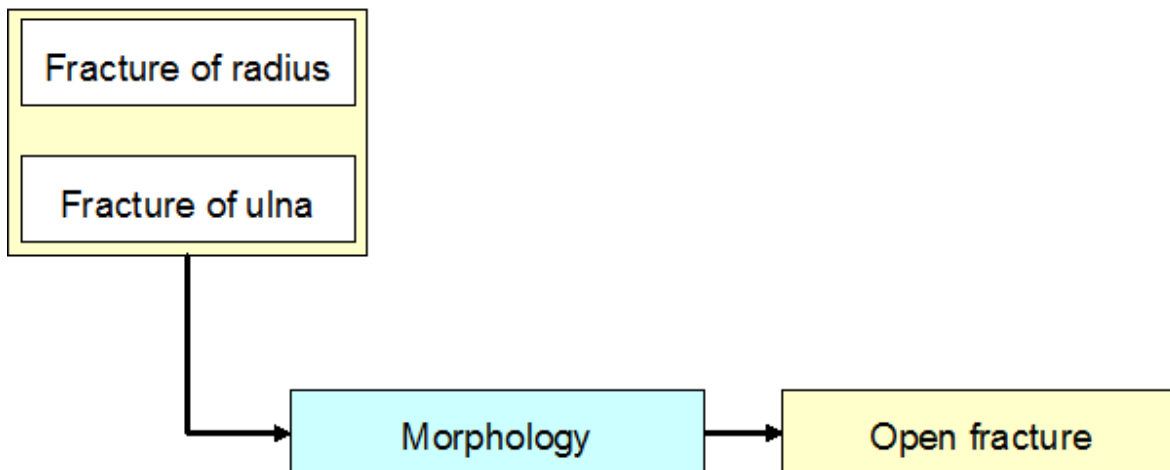 Fracture of radius
Fracture of ulna
Morphology
Open fracture